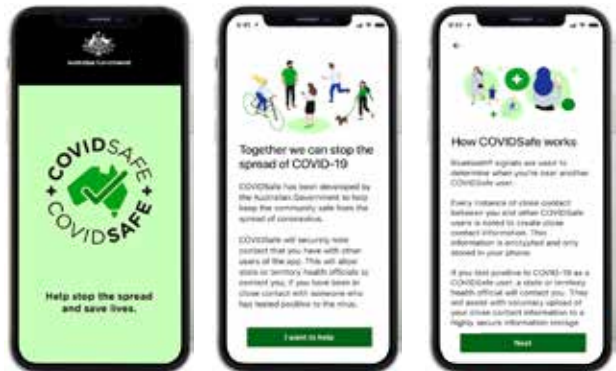 Australian Government
COVIDSAFE
COVIDSAFE
Help stop the spread
and save lives.
Together we can stop the
spread of COVID-19
COVIDSafe has been developed by
the Australian Government to help
keep the community safe from the
spread of coronavirus.
COVIDSafe will securely note
contact that you have with other
users of the app. This will allow
state or territory health officials to
contact you, if you have been in
close contact with someone who
has tested positive to the virus.
I want to help
How COVIDSafe works
Bluetooth® signals are used to
determine when you're near another
COVIDSafe user.
Every instance of close contact
between you and other COVIDSafe
users is noted to create close
contact information. This
information is encrypted and only
stored in your phone.
If you test positive to COVID-19 as a
COVIDSafe user, a state or territory
health official will contact you. They
will assist with voluntary upload of
your close contact information to a
highly secure information storage
Next